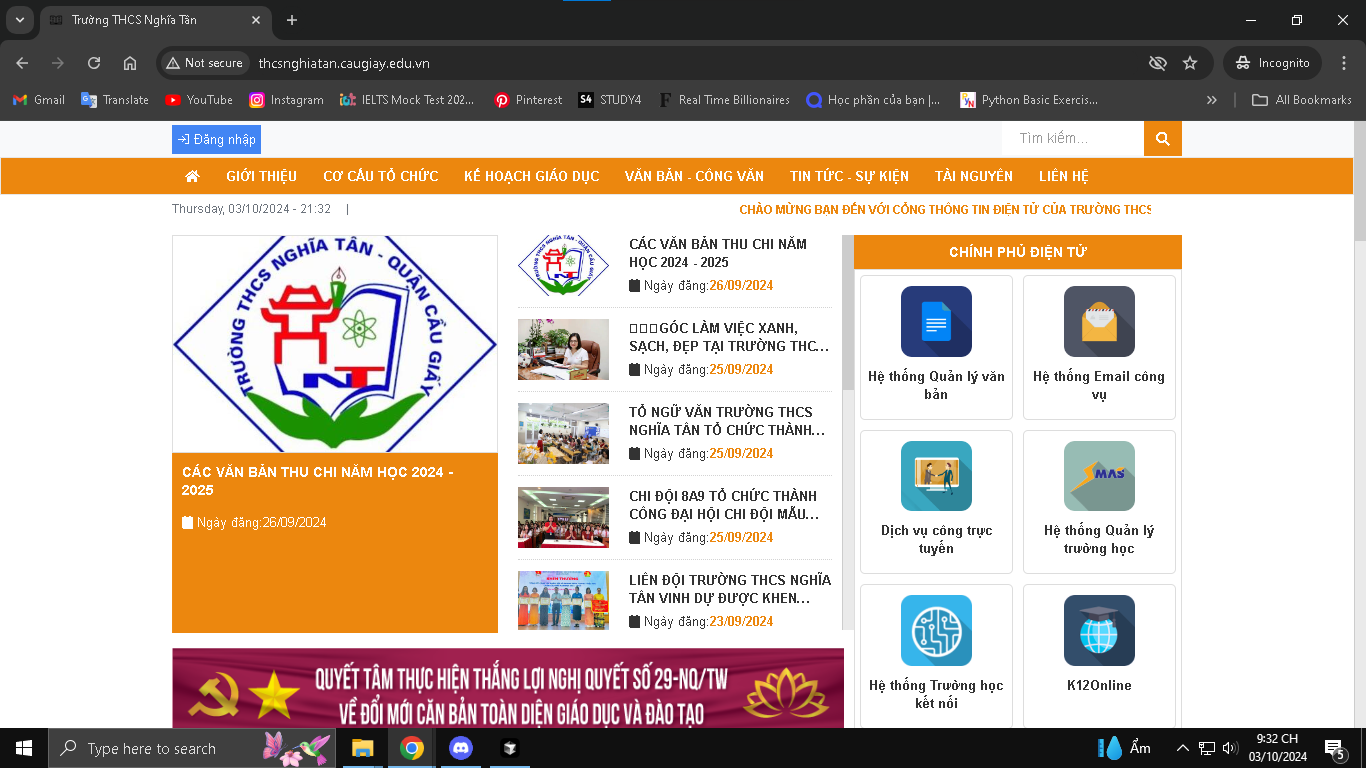 Trường THCS Nghĩa Tân
Not secure
thcsnghiatan.caugiay.edu.vn
Incognito
Gmail
Translate
YouTube
Instagram
IELTS Mock Test 202...
Pinterest
STUDY4
Real Time Billionaires
Học phần của bạn |...
Python Basic Exercis...
All Bookmarks
Đăng nhập
Tìm kiếm...
GIỚI THIỆU
CƠ CẤU TỔ CHỨC
KẾ HOẠCH GIÁO DỤC
VĂN BẢN - CÔNG VĂN
TIN TỨC - SỰ KIỆN
TÀI NGUYÊN
LIÊN HỆ
Thursday, 03/10/2024 - 21:32 |
CHÀO MỪNG BẠN ĐẾN VỚI CỔNG THÔNG TIN ĐIỆN TỬ CỦA TRƯỜNG THCS
TRƯỜNG THCS NGHĨA TÂN - QUẬN CẦU GIẤY
NT
CÁC VĂN BẢN THU CHI NĂM HỌC 2024 -
2025
Ngày đăng:26/09/2024
CÁC VĂN BẢN THU CHI NĂM
HỌC 2024 - 2025
Ngày đăng:26/09/2024
GÓC LÀM VIỆC XANH,
SẠCH, ĐẸP TẠI TRƯỜNG THC...
Ngày đăng:25/09/2024
TỔ NGỮ VĂN TRƯỜNG THCS
NGHĨA TÂN TỔ CHỨC THÀNH...
Ngày đăng:25/09/2024
CHI ĐỘI 8A9 TỔ CHỨC THÀNH
CÔNG ĐẠI HỘI CHI ĐỘI MẪU...
Ngày đăng:25/09/2024
LIÊN ĐỘI TRƯỜNG THCS NGHĨA
TÂN VINH DỰ ĐƯỢC KHEN...
Ngày đăng:23/09/2024
CHÍNH PHỦ ĐIỆN TỬ
Hệ thống Quản lý văn
bản
Hệ thống Email công
vụ
Dịch vụ công trực
tuyến
SMAS
Hệ thống Quản lý
trường học
Hệ thống Trường học
kết nối
K12Online
QUYẾT TÂM THỰC HIỆN THẮNG LỢI NGHỊ QUYẾT SỐ 29-NQ/TW
VỀ ĐỔI MỚI CĂN BẢN TOÀN DIỆN GIÁO DỤC VÀ ĐÀO TẠO
Type here to search
Ẩm
9:32 CH
03/10/2024
5